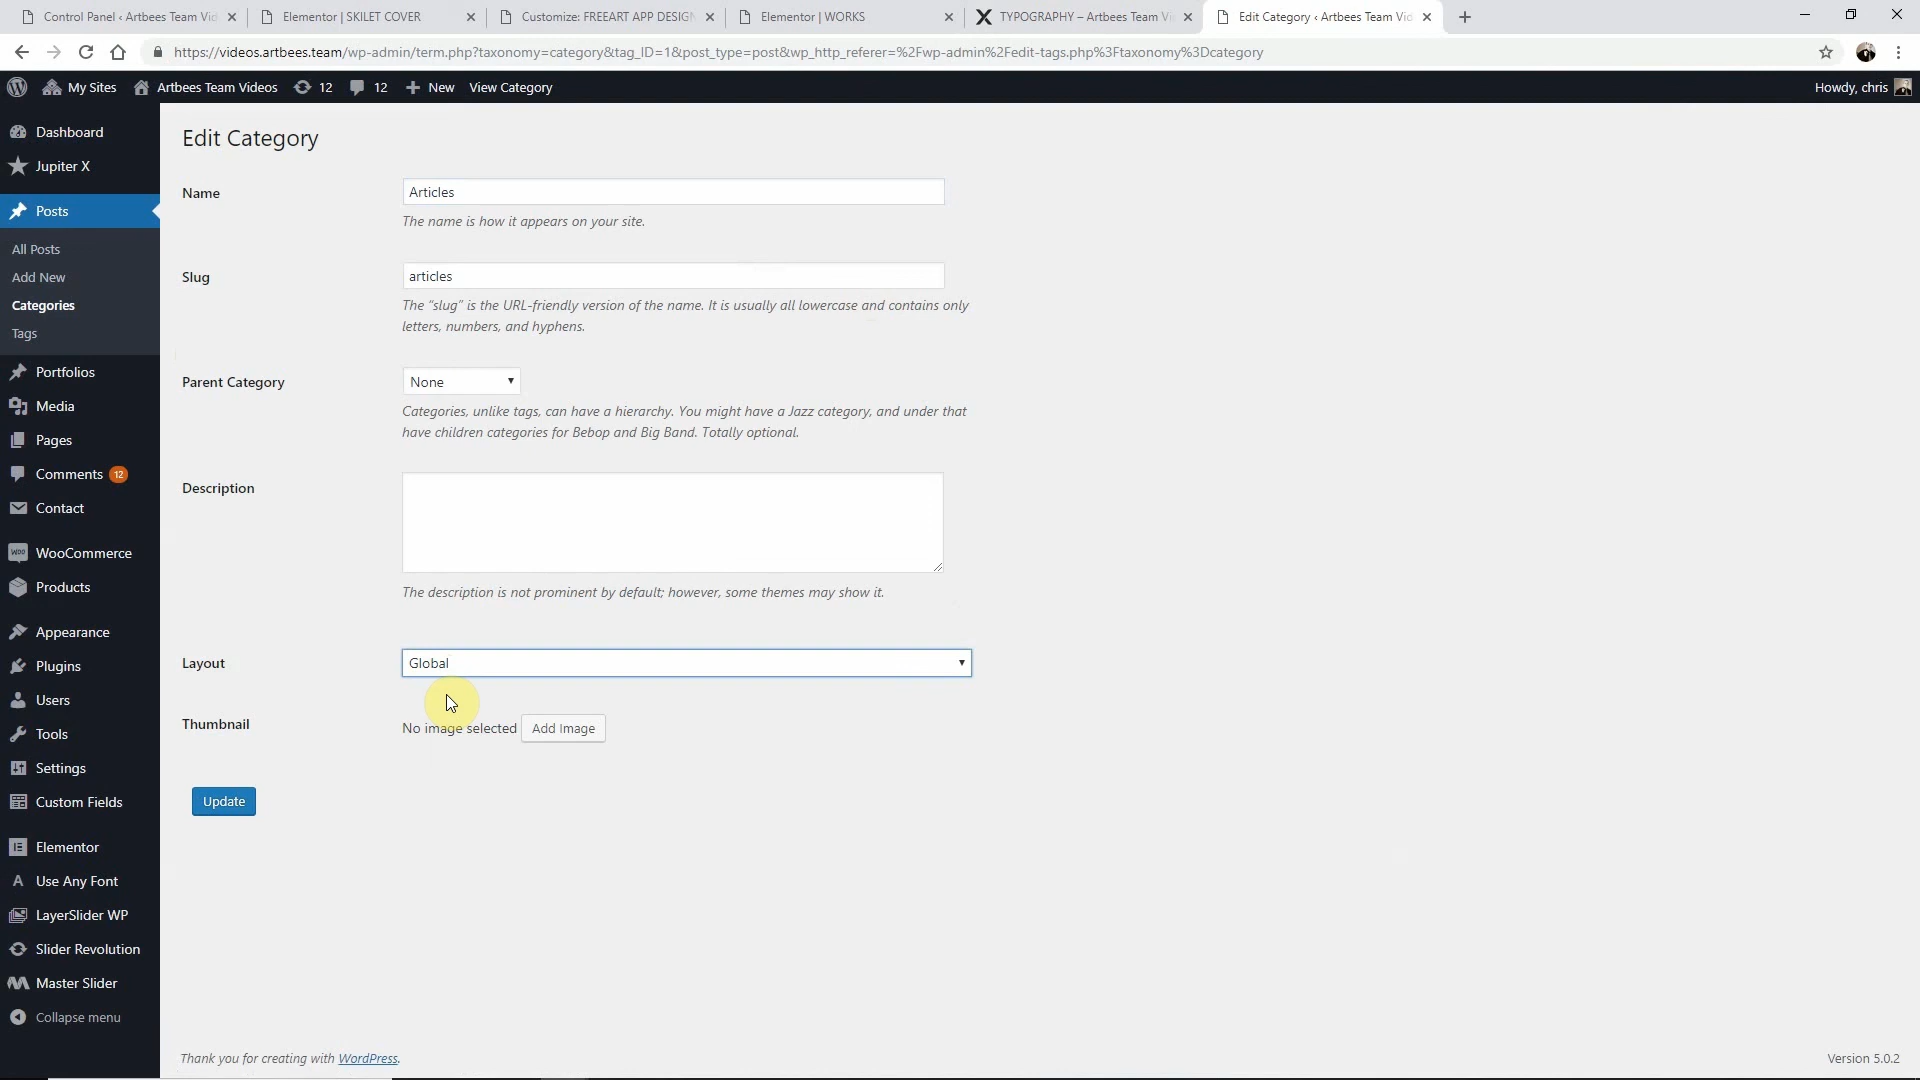 Control Panel ‹ Artbees Team Vid
Elementor | SKILET COVER
Customize: FREEART APP DESIGN
Elementor | WORKS
TYPOGRAPHY – Artbees Team Vi
Edit Category ‹ Artbees Team Vid
https://videos.artbees.team/wp-admin/term.php?taxonomy=category&tag_ID=1&post_type=post&wp_http_referer=%2Fwp-admin%2Fedit-tags.php%3Ftaxonomy%3Dcategory
My Sites
Artbees Team Videos
12
12
New
View Category
Howdy, chris
Dashboard
Jupiter X
Posts
All Posts
Add New
Categories
Tags
Portfolios
Media
Pages
Comments 12
Contact
WooCommerce
Products
Appearance
Plugins
Users
Tools
Settings
Custom Fields
Elementor
Use Any Font
LayerSlider WP
Slider Revolution
Master Slider
Collapse menu
Edit Category
Name
Articles
The name is how it appears on your site.
Slug
articles
The “slug” is the URL-friendly version of the name. It is usually all lowercase and contains only
letters, numbers, and hyphens.
Parent Category
None
Categories, unlike tags, can have a hierarchy. You might have a Jazz category, and under that
have children categories for Bebop and Big Band. Totally optional.
Description
The description is not prominent by default; however, some themes may show it.
Layout
Global
Thumbnail
No image selected
Add Image
Update
Thank you for creating with WordPress.
Version 5.0.2